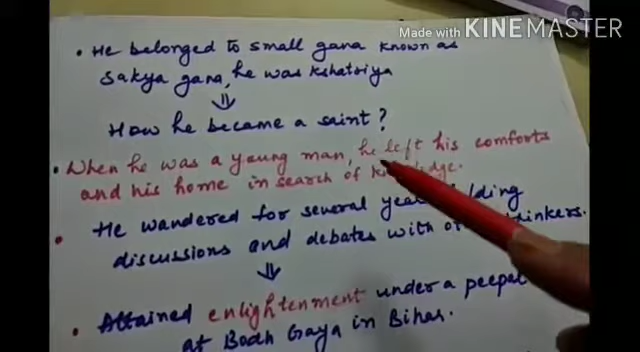 Made with KINEMASTER
• He belonged to small gana known as
Sakya gana, he was kshatriya
⇓
How he became a saint?
• When he was a young man, he left his comforts
and his home in search of
• He wandered for several
discussions and debates with
⇓
• Attained enlightenment under a peepal
at Bodh Gaya in Bihar.